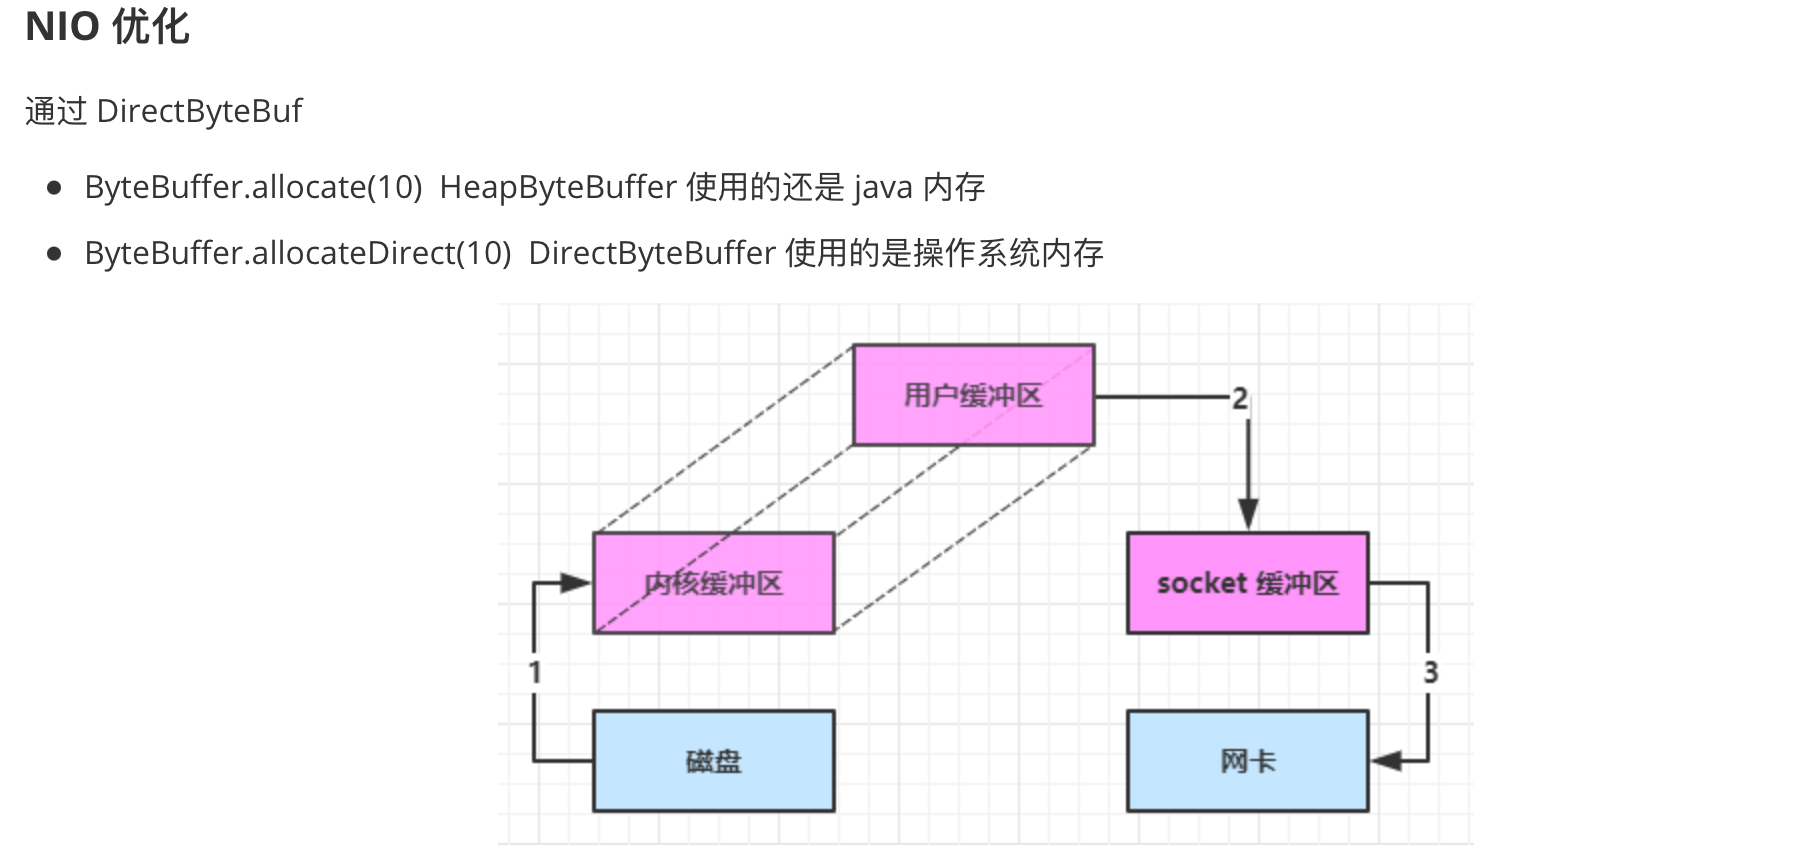 NIO 优化
通过 DirectByteBuf
ByteBuffer.allocate(10)  HeapByteBuffer 使用的还是 java 内存
ByteBuffer.allocateDirect(10)  DirectByteBuffer 使用的是操作系统内存
用户缓冲区
2
内核缓冲区
socket 缓冲区
1
3
磁盘
网卡